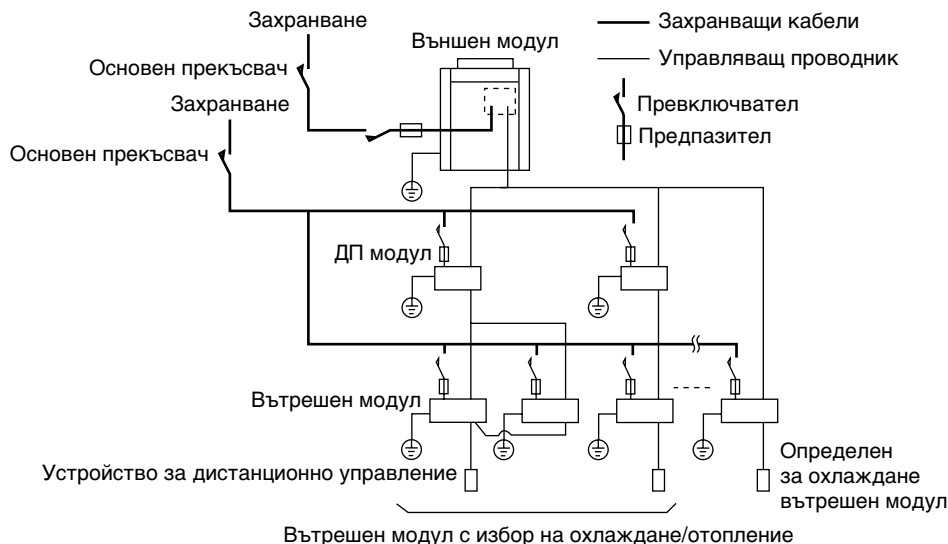 Захранване
Захранващи кабели
Външен модул
Управляващ проводник
Основен прекъсвач
Захранване
Превключвател
Предпазител
Основен прекъсвач
ДП модул
Вътрешен модул
Устройство за дистанционно управление
Определен
за охлаждане
вътрешен модул
Вътрешен модул с избор на охлаждане/отопление